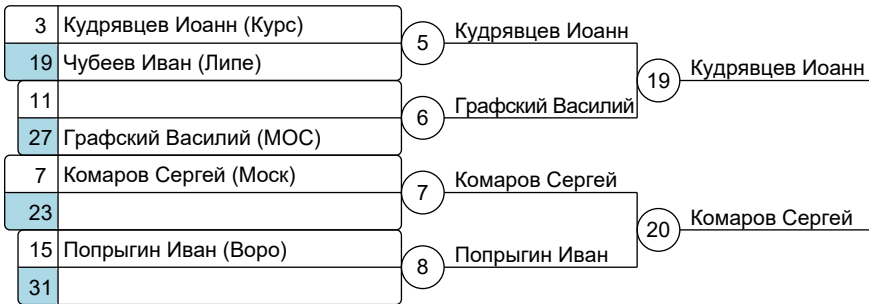 3 Кудрявцев Иоанн (Курс)
19 Чубеев Иван (Липе)
5 Кудрявцев Иоанн
11
27 Графский Василий (МОС)
6 Графский Василий
19 Кудрявцев Иоанн
7 Комаров Сергей (Моск)
23
7 Комаров Сергей
15 Попрыгин Иван (Воро)
31
8 Попрыгин Иван
20 Комаров Сергей